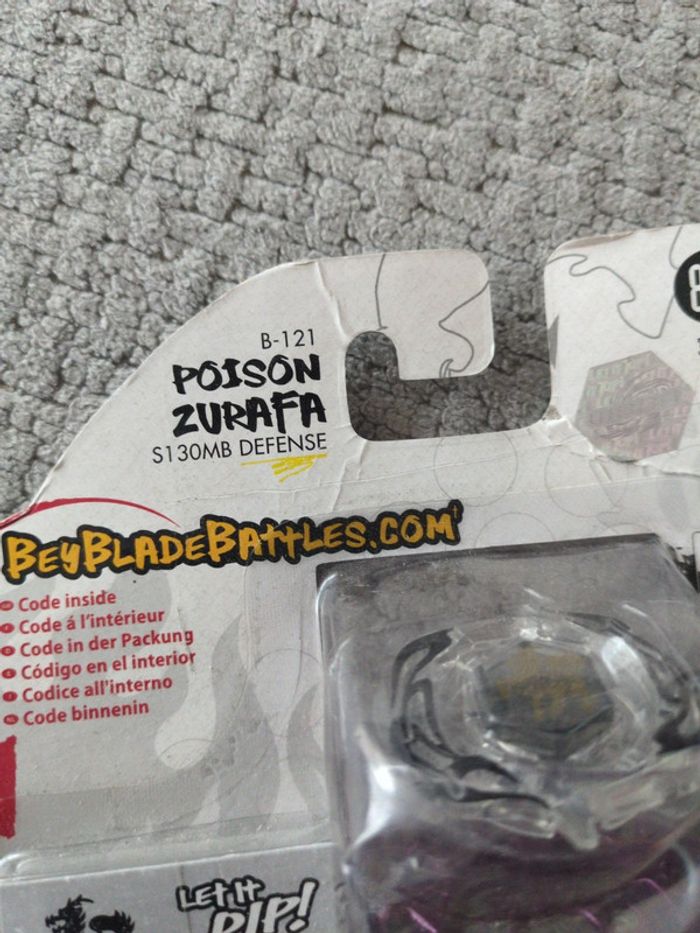 B-121
POISON
ZURAFA
S130MB DEFENSE
BEYBLADEBATTLES.COM†
Code inside
Code á l'intérieur
Code in der Packung
Código en el interior
Codice all'interno
Code binnenin
LET IT
RIP!
8